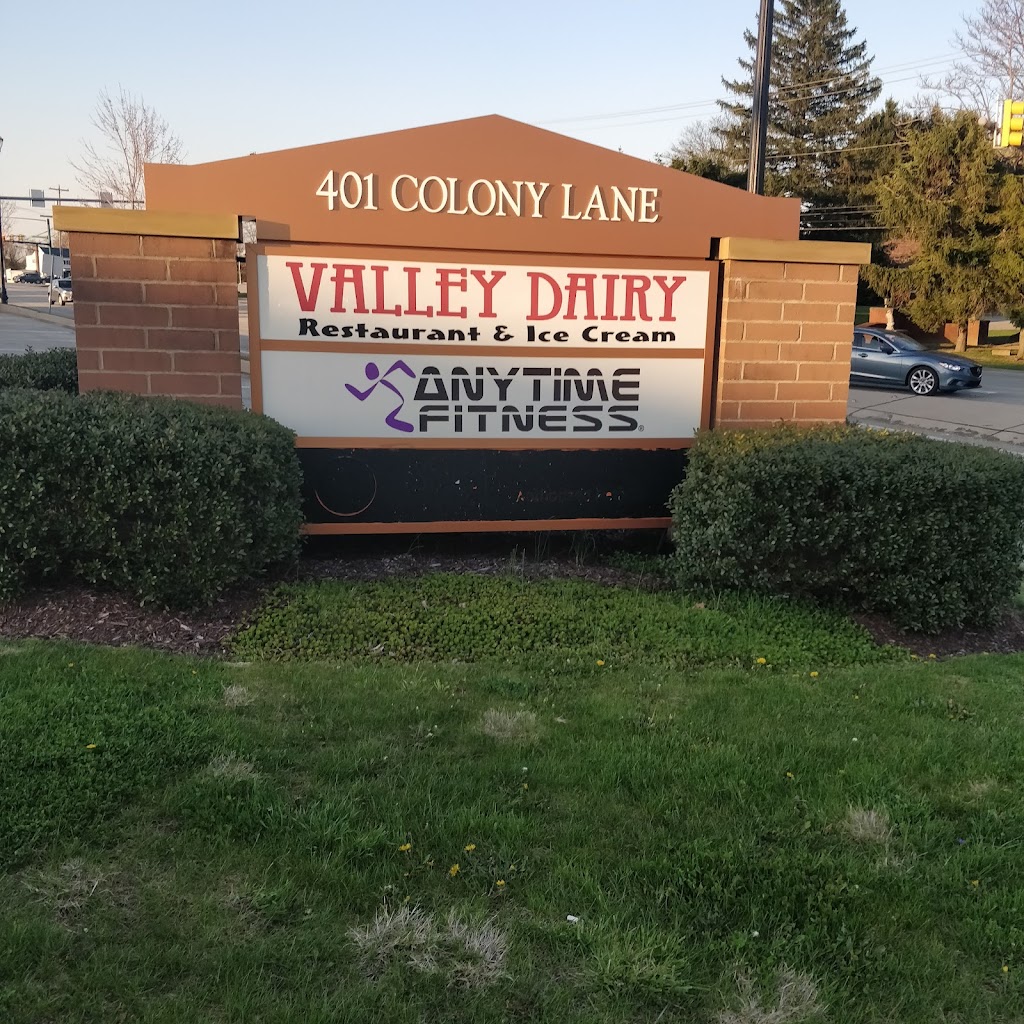 401 COLONY LANE
VALLEY DAIRY
Restaurant & Ice Cream
ANYTIME
FITNESS®